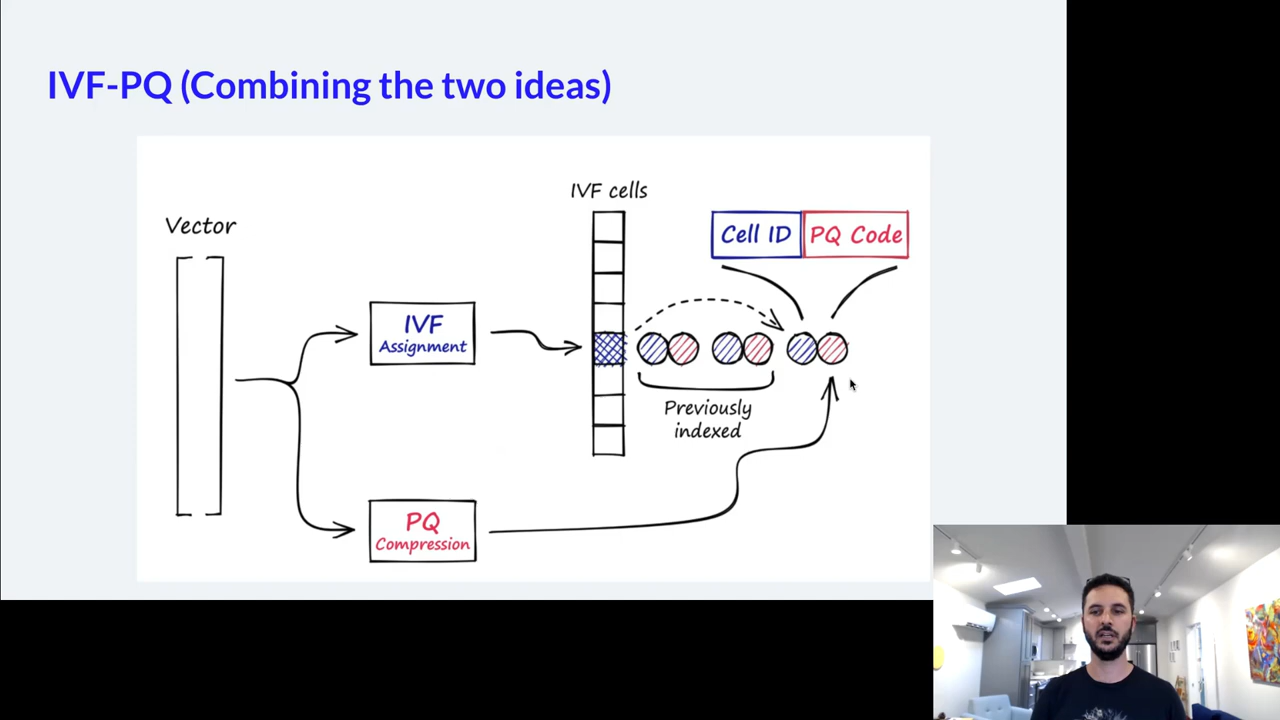 IVF-PQ (Combining the two ideas)
IVF cells
Vector
Cell ID
PQ Code
IVF
Assignment
Previously
indexed
PQ
Compression